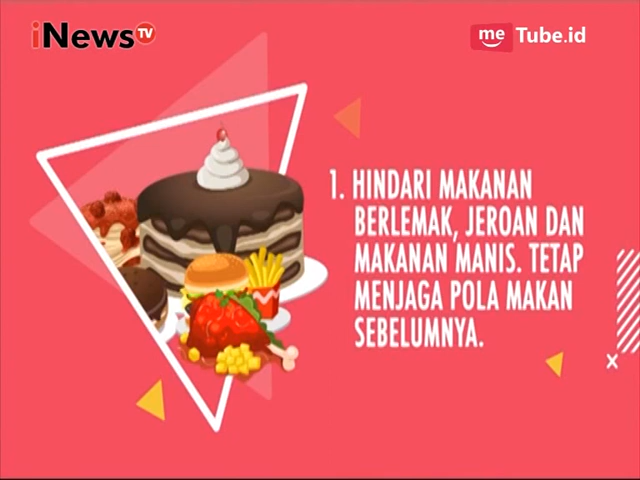 iNews TV
me Tube.id
1. HINDARI MAKANAN
BERLEMAK, JEROAN DAN
MAKANAN MANIS. TETAP
MENJAGA POLA MAKAN
SEBELUMNYA.